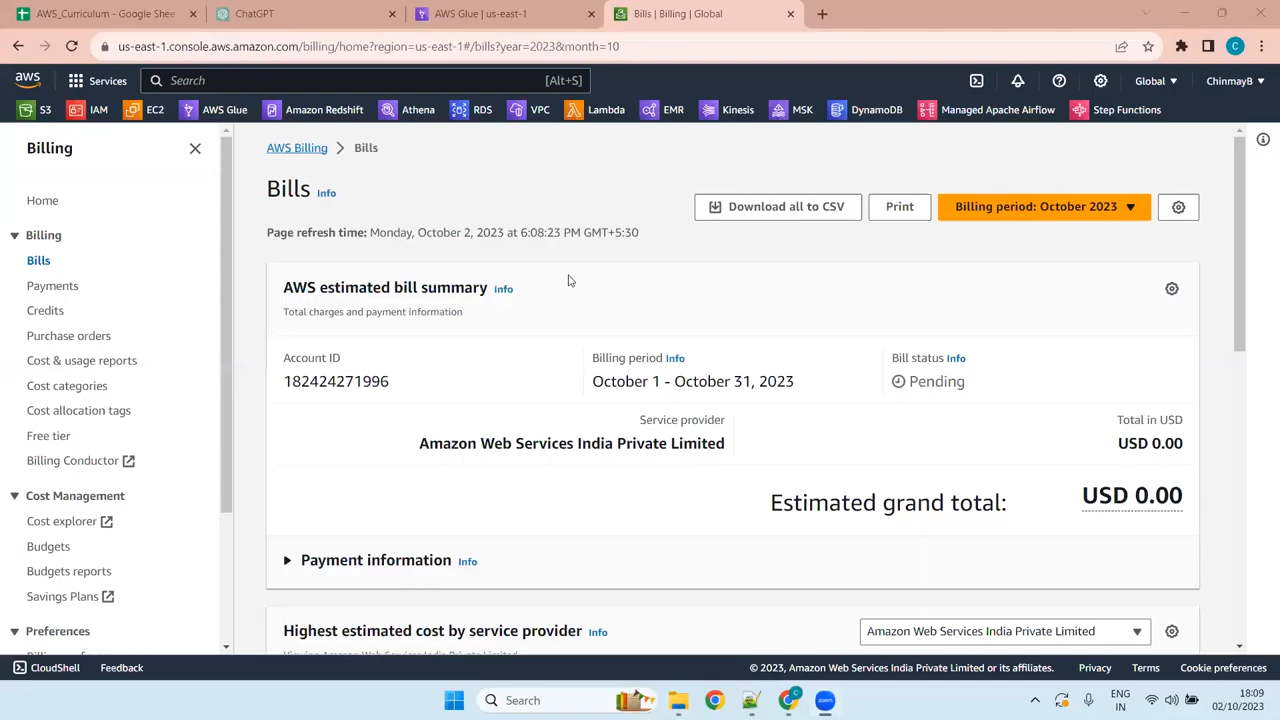 AWS_Curriculum - Google Shee
ChatGPT
AWS Glue | us-east-1
Bills | Billing | Global
us-east-1.console.aws.amazon.com/billing/home?region=us-east-1#/bills?year=2023&month=10
C
aws
Services
Search
[Alt+S]
Global
ChinmayB
S3
IAM
EC2
AWS Glue
Amazon Redshift
Athena
RDS
VPC
Lambda
EMR
Kinesis
MSK
DynamoDB
Managed Apache Airflow
Step Functions
Billing
Home
Billing
Bills
Payments
Credits
Purchase orders
Cost & usage reports
Cost categories
Cost allocation tags
Free tier
Billing Conductor
Cost Management
Cost explorer
Budgets
Budgets reports
Savings Plans
Preferences
AWS Billing
Bills
Bills Info
Download all to CSV
Print
Billing period: October 2023
Page refresh time: Monday, October 2, 2023 at 6:08:23 PM GMT+5:30
AWS estimated bill summary Info
Total charges and payment information
Account ID
182424271996
Billing period Info
October 1 - October 31, 2023
Bill status Info
Pending
Service provider
Amazon Web Services India Private Limited
Total in USD
USD 0.00
Estimated grand total:
USD 0.00
Payment information Info
Highest estimated cost by service provider Info
Amazon Web Services India Private Limited
CloudShell
Feedback
© 2023, Amazon Web Services India Private Limited or its affiliates.
Privacy
Terms
Cookie preferences
Search
zoom
ENG
IN
18:09
02/10/2023